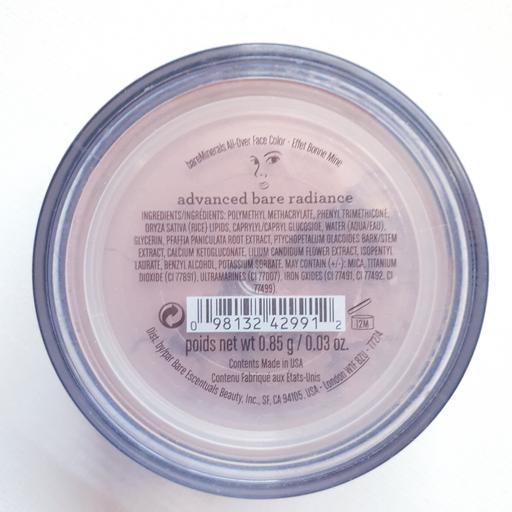 bareMinerals All-Over Face Color - Effet Bonne Mine
advanced bare radiance
INGREDIENTS/INGRÉDIENTS: POLYMETHYL METHACRYLATE, PHENYL TRIMETHICONE,
ORYZA SATIVA (RICE) LIPIDS, CAPRYLYL/CAPRYL GLUCOSIDE, WATER (AQUA/EAU),
GLYCERIN, PFAFFIA PANICULATA ROOT EXTRACT, PTYCHOPETALUM OLACOIDES BARK/STEM
EXTRACT, CALCIUM KETOGLUCONATE, LILIUM CANDIDUM FLOWER EXTRACT, ISOPENTYL
LAURATE, BENZYL ALCOHOL, POTASSIUM SORBATE. MAY CONTAIN (+/-): MICA, TITANIUM
DIOXIDE (CI 77891), ULTRAMARINES (CI 77007), IRON OXIDES (CI 77491, CI 77492, CI
77499).
0 98132 42991 2
12M
poids net wt 0.85 g / 0.03 oz.
Contents Made in USA
Contenu Fabriqué aux États-Unis
Dist. by/par Bare Escentuals Beauty, Inc., SF, CA 94105, USA - London W1F 8ZU - 77274